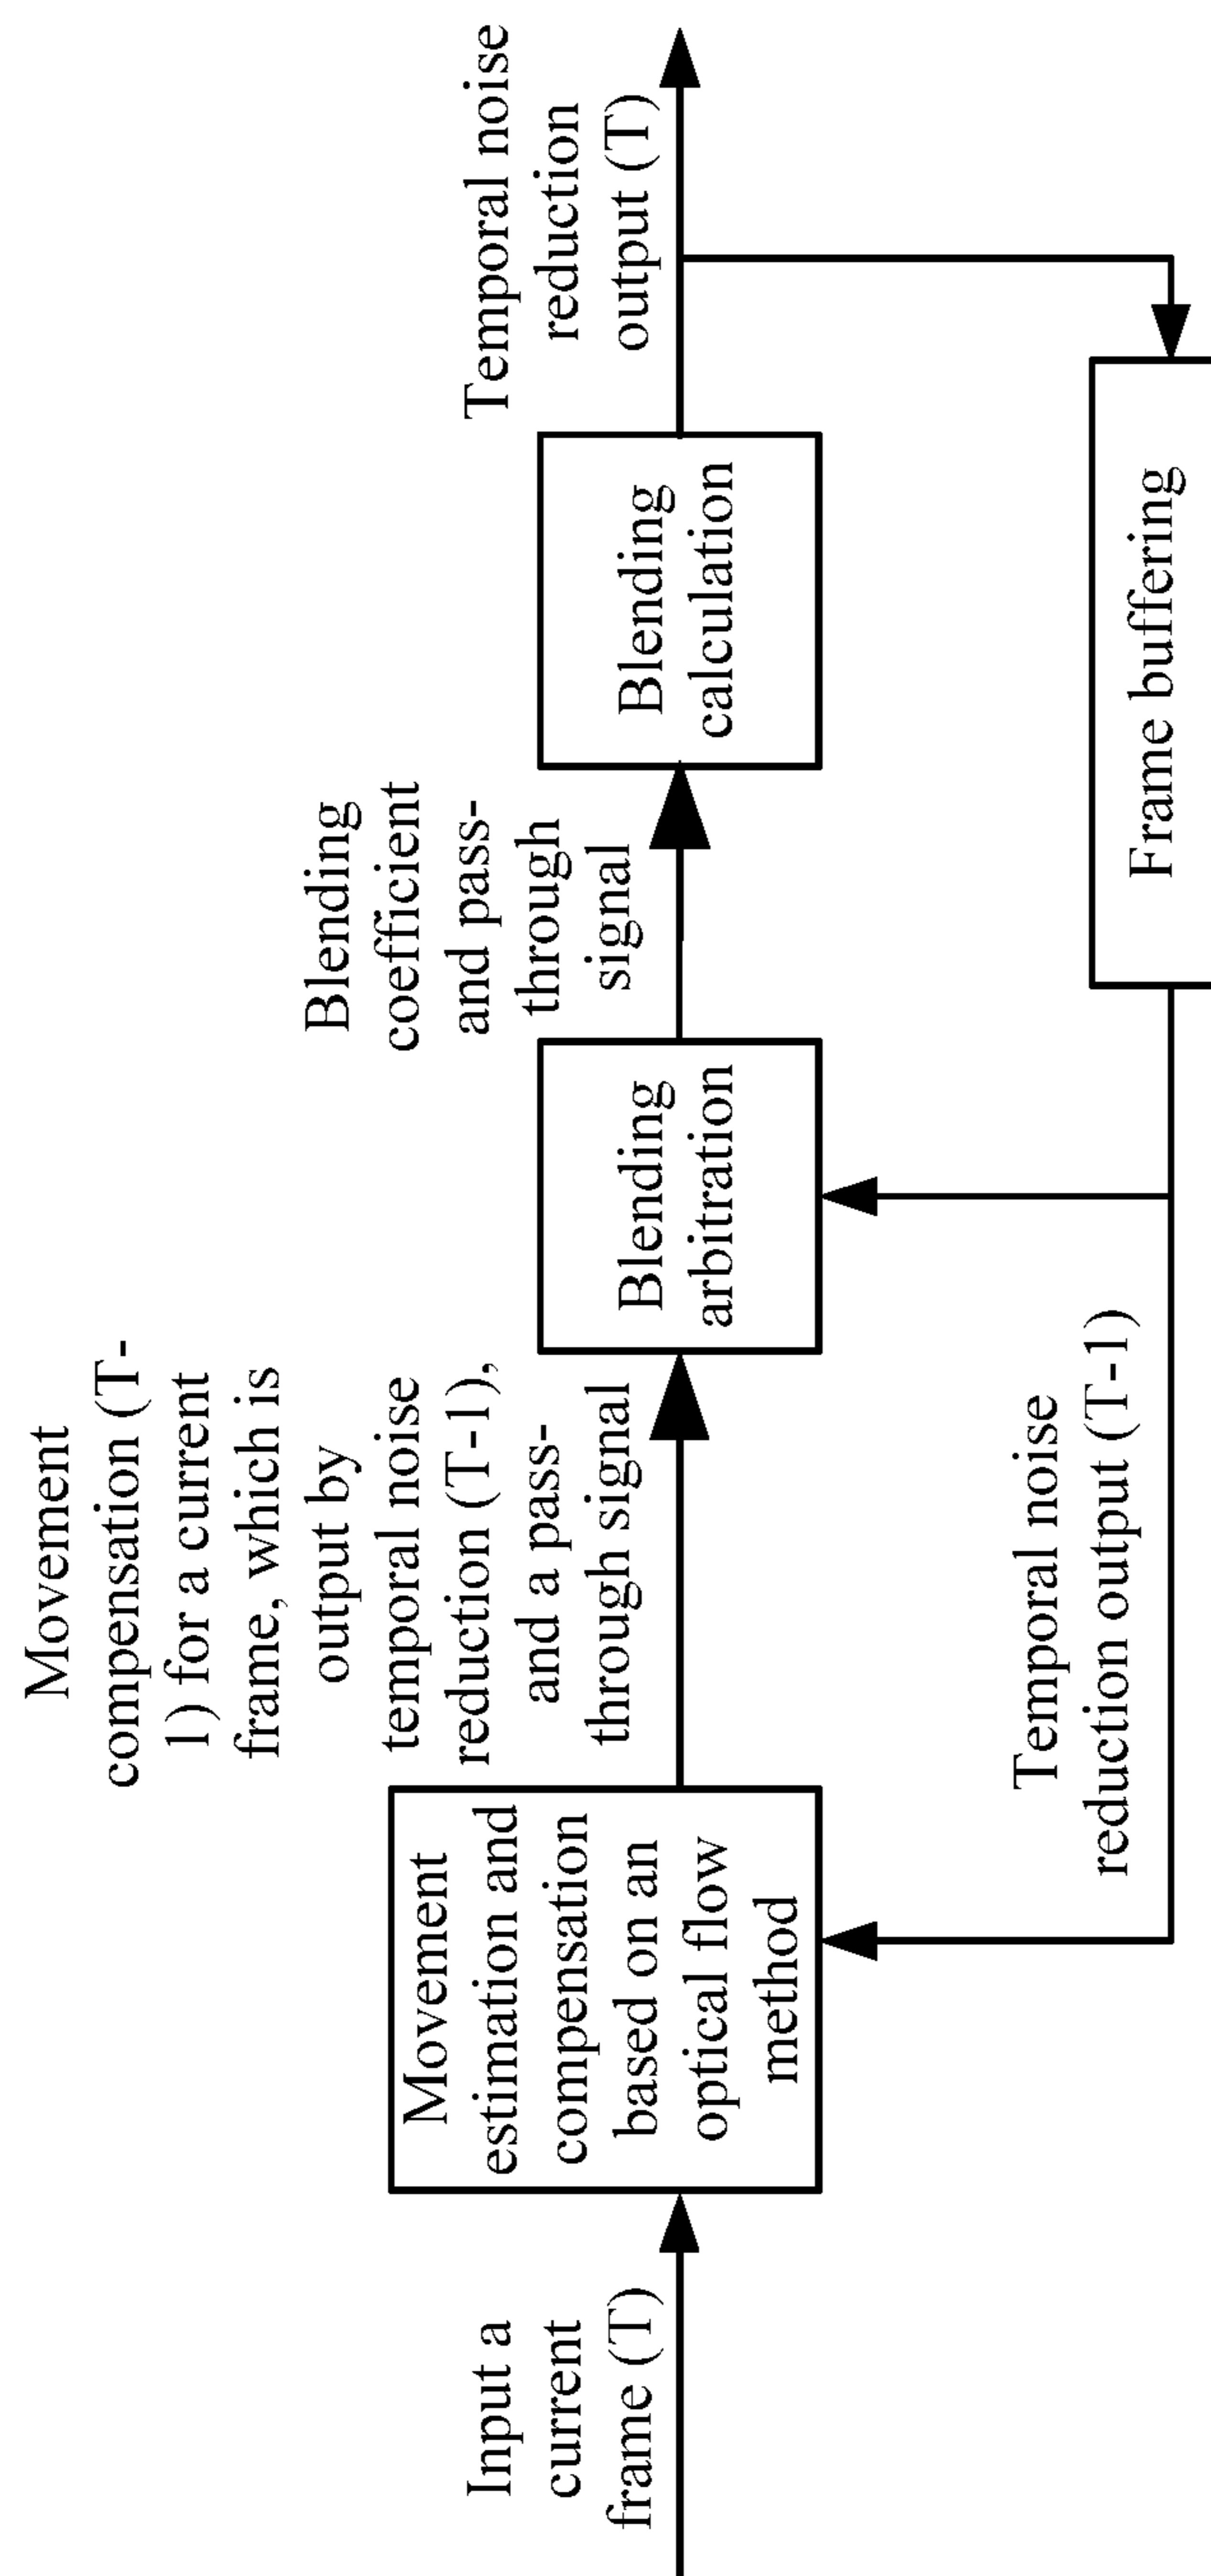 Input a
current
frame (T)
Movement
estimation and
compensation
based on an
optical flow
method
Movement
compensation (T-
1) for a current
frame, which is
output by
temporal noise
reduction (T-1),
and a pass-
through signal
Blending
arbitration
Blending
coefficient
and pass-
through
signal
Blending
calculation
Temporal noise
reduction
output (T)
Temporal noise
reduction output (T-1)
Frame buffering